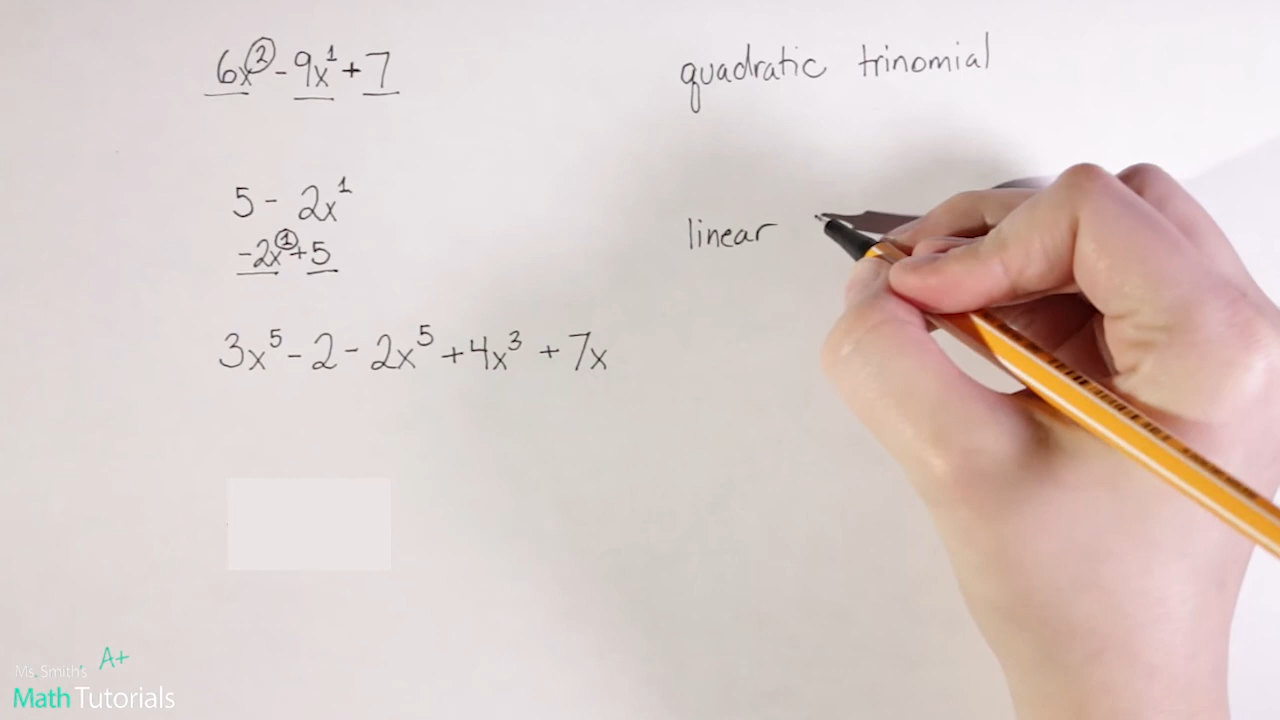 6x² - 9x¹ + 7 quadratic trinomial
5 - 2x¹
-2x¹ + 5 linear
3x⁵ - 2 - 2x⁵ + 4x³ + 7x
Ms. Smith's A+
Math Tutorials